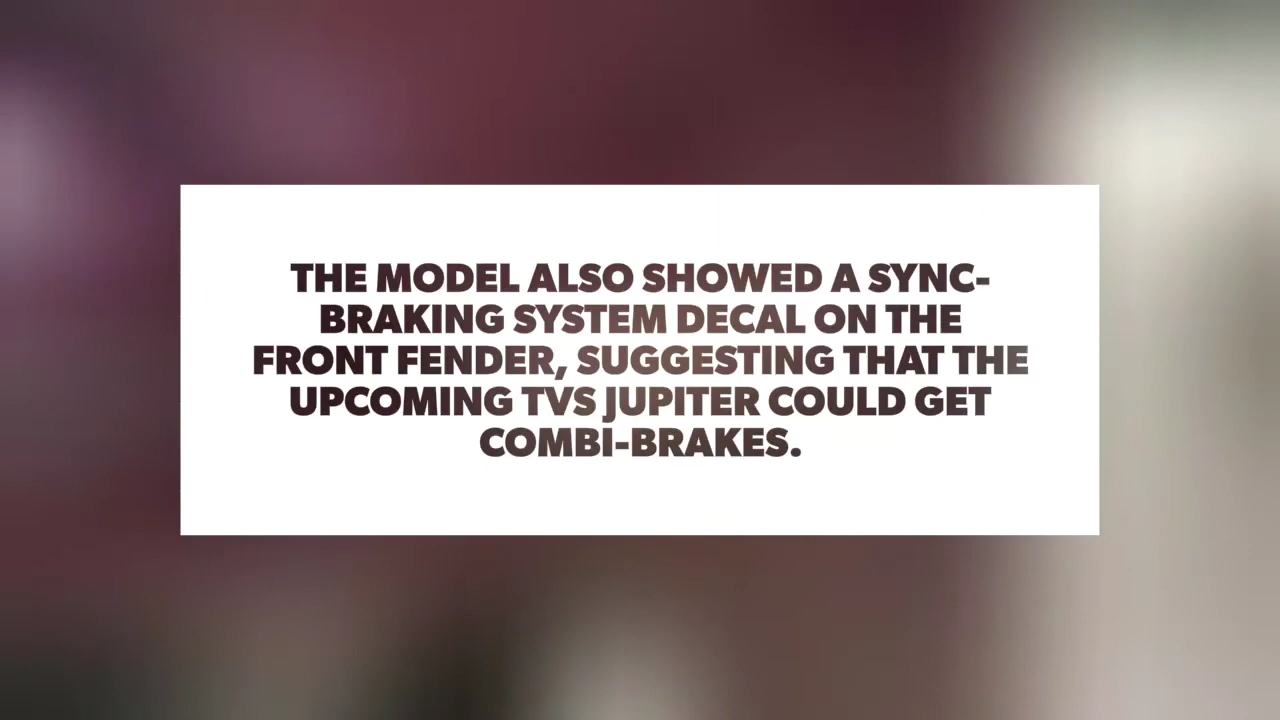 THE MODEL ALSO SHOWED A SYNC-
BRAKING SYSTEM DECAL ON THE
FRONT FENDER, SUGGESTING THAT THE
UPCOMING TVS JUPITER COULD GET
COMBI-BRAKES.